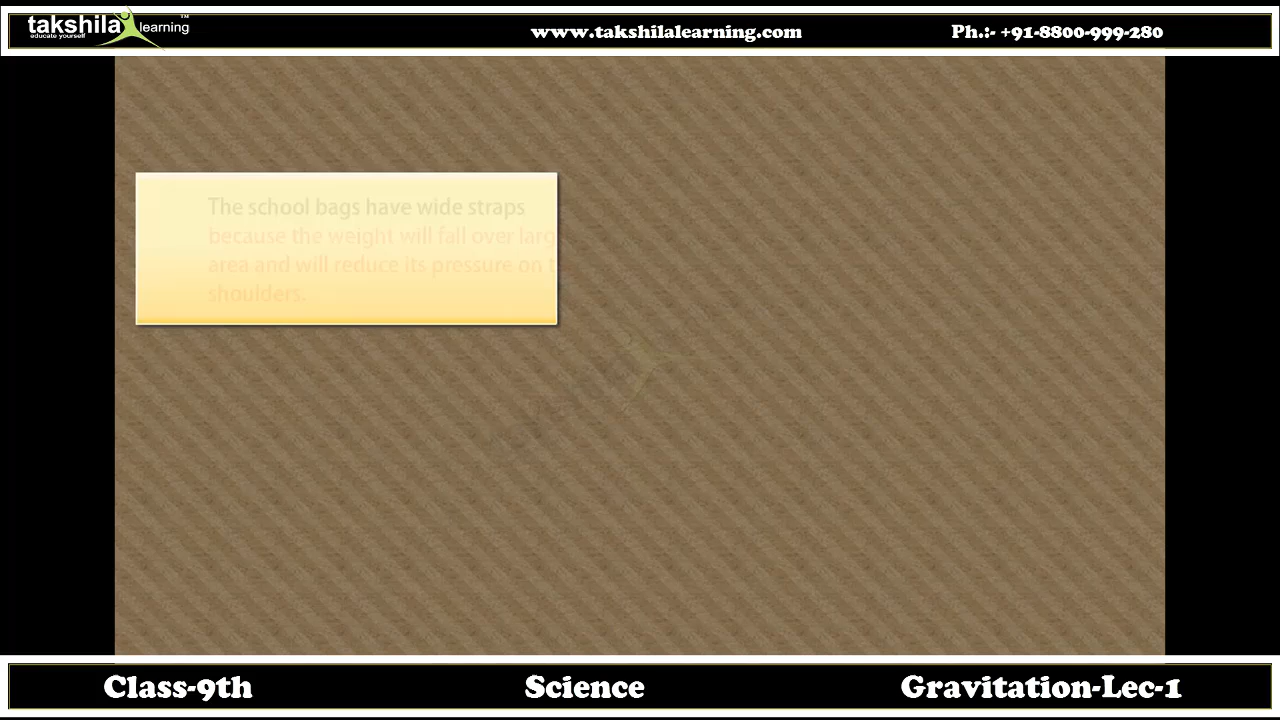 takshila learning ™
educate yourself
www.takshilalearning.com
Ph.:- +91-8800-999-280
The school bags have wide straps
because the weight will fall over larg
area and will reduce its pressure on t
shoulders.
Class-9th
Science
Gravitation-Lec-1